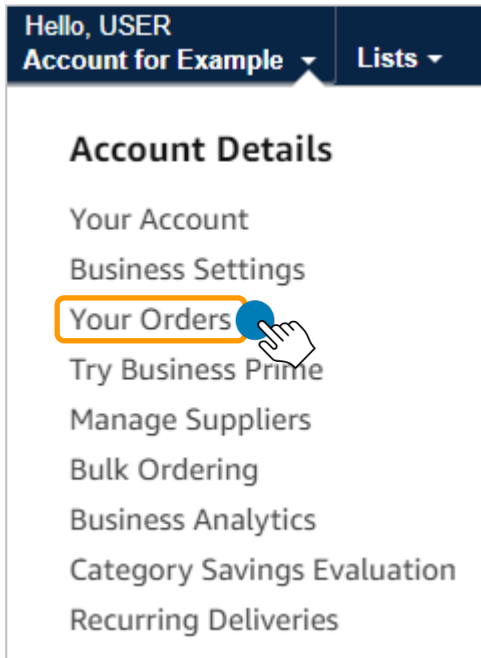 Hello, USER
Account for Example Lists
Account Details
Your Account
Business Settings
Your Orders
Try Business Prime
Manage Suppliers
Bulk Ordering
Business Analytics
Category Savings Evaluation
Recurring Deliveries